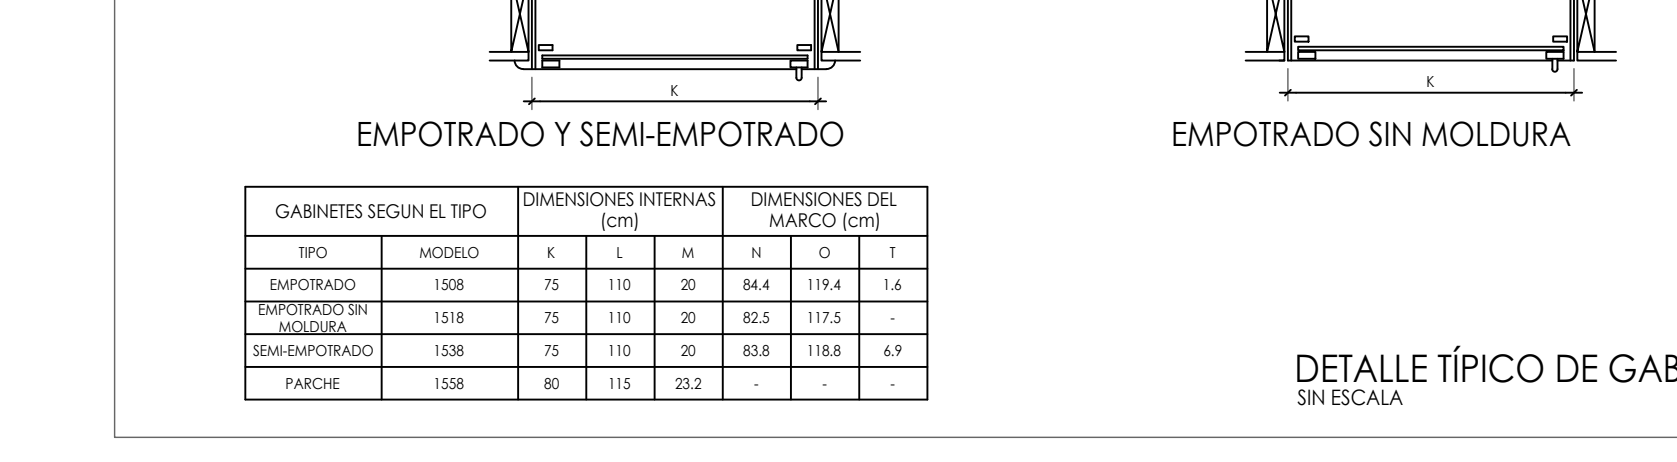 K
K
EMPOTRADO Y SEMI-EMPOTRADO
EMPOTRADO SIN MOLDURA
GABINETES SEGUN EL TIPO
DIMENSIONES INTERNAS
(cm)
DIMENSIONES DEL
MARCO (cm)
TIPO MODELO K L M N O T
EMPOTRADO 1508 75 110 20 84.4 119.4 1.6
EMPOTRADO SIN
MOLDURA 1518 75 110 20 82.5 117.5 -
SEMI-EMPOTRADO 1538 75 110 20 83.8 118.8 6.9
PARCHE 1558 80 115 23.2 - - -
DETALLE TÍPICO DE GAB
SIN ESCALA